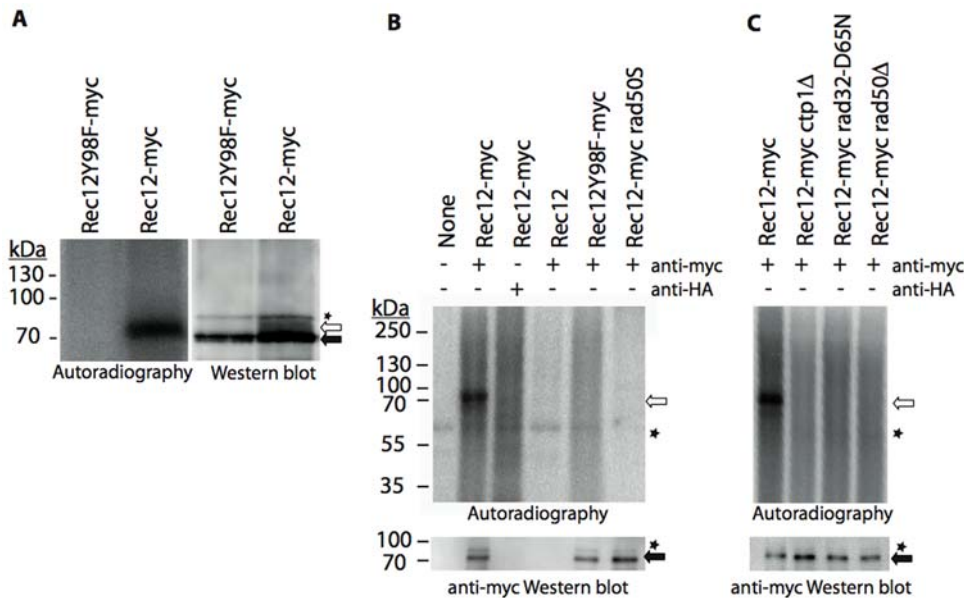 A
Rec12Y98F-myc
Rec12-myc
Rec12Y98F-myc
Rec12-myc
kDa
130 -
100 -
70 -
Autoradiography
Western blot
B
None
Rec12-myc
Rec12-myc
Rec12
Rec12Y98F-myc
Rec12-myc rad50S
- + - + + + anti-myc
- - + - - - anti-HA
kDa
250 -
130 -
100 -
70 -
55 -
35 -
Autoradiography
100 -
70 -
anti-myc Western blot
C
Rec12-myc
Rec12-myc ctp1Δ
Rec12-myc rad32-D65N
Rec12-myc rad50Δ
+ + + + anti-myc
- - - - anti-HA
Autoradiography
anti-myc Western blot